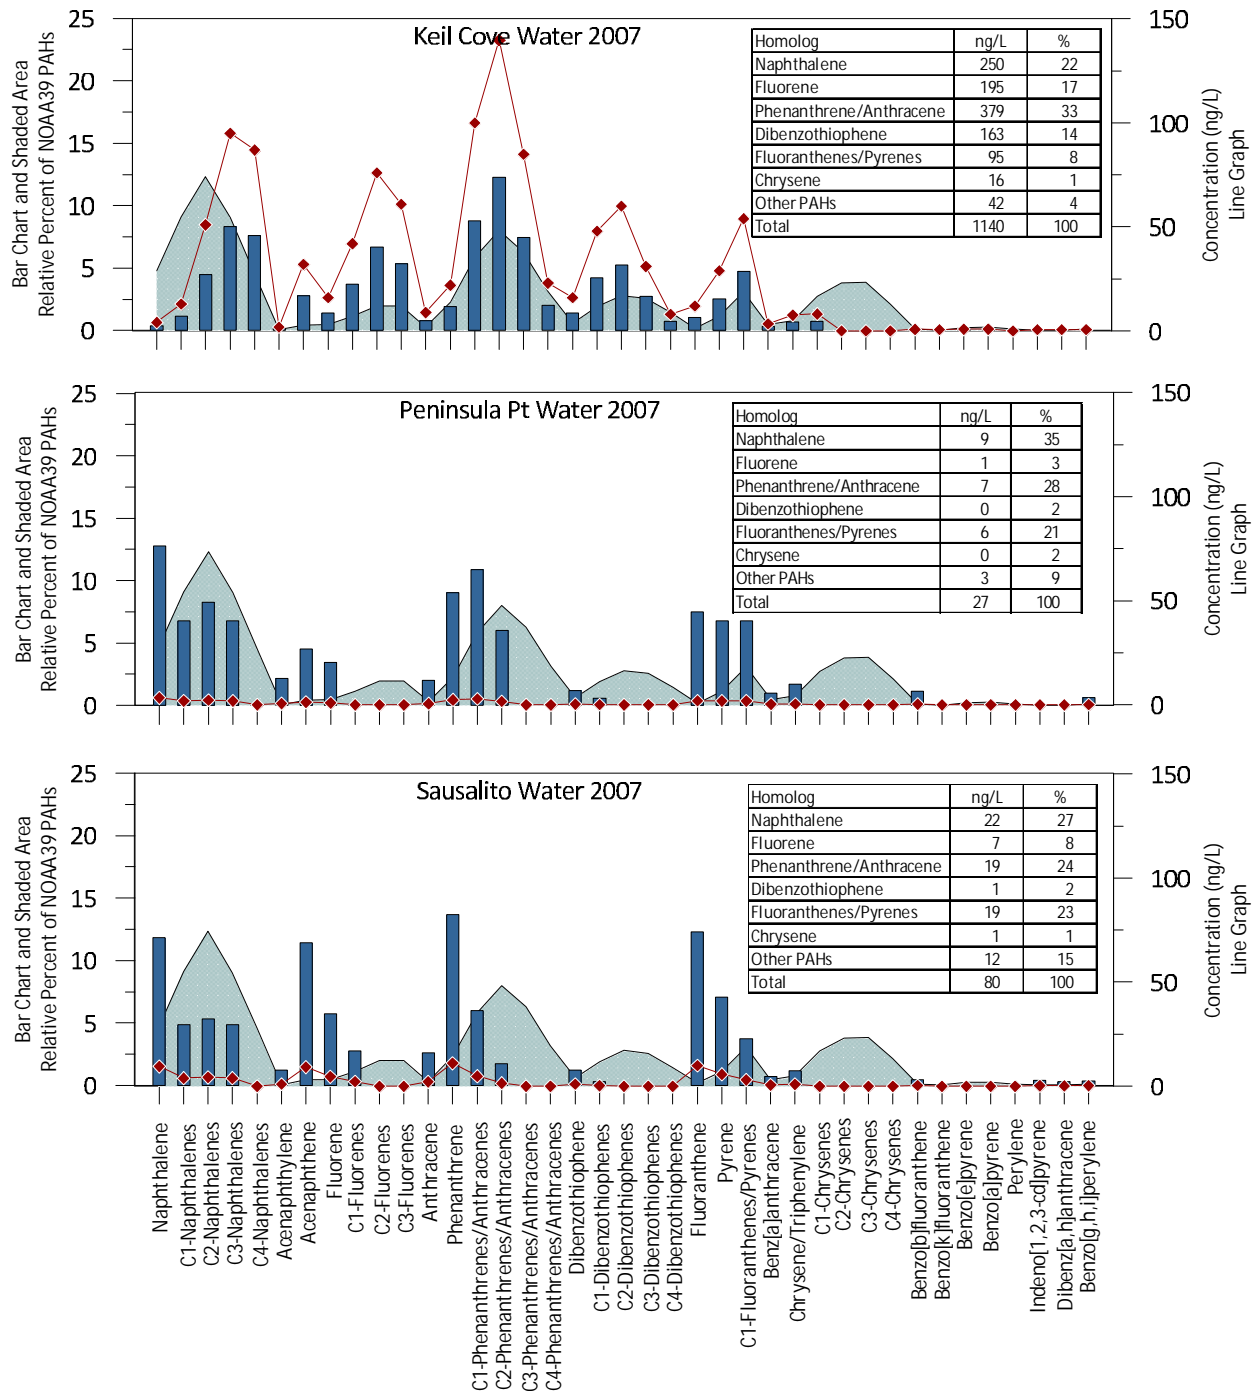 Keil Cove Water 2007
Bar Chart and Shaded Area
Relative Percent of NOAA39 PAHs
25
20
15
10
5
0
Homolog ng/L %
Naphthalene 250 22
Fluorene 195 17
Phenanthrene/Anthracene 379 33
Dibenzothiophene 163 14
Fluoranthenes/Pyrenes 95 8
Chrysene 16 1
Other PAHs 42 4
Total 1140 100
150
100
50
0
Concentration (ng/L)
Line Graph
Peninsula Pt Water 2007
Bar Chart and Shaded Area
Relative Percent of NOAA39 PAHs
25
20
15
10
5
0
Homolog ng/L %
Naphthalene 9 35
Fluorene 1 3
Phenanthrene/Anthracene 7 28
Dibenzothiophene 0 2
Fluoranthenes/Pyrenes 6 21
Chrysene 0 2
Other PAHs 3 9
Total 27 100
150
100
50
0
Concentration (ng/L)
Line Graph
Sausalito Water 2007
Bar Chart and Shaded Area
Relative Percent of NOAA39 PAHs
25
20
15
10
5
0
Homolog ng/L %
Naphthalene 22 27
Fluorene 7 8
Phenanthrene/Anthracene 19 24
Dibenzothiophene 1 2
Fluoranthenes/Pyrenes 19 23
Chrysene 1 1
Other PAHs 12 15
Total 80 100
150
100
50
0
Concentration (ng/L)
Line Graph
Naphthalene
C1-Naphthalenes
C2-Naphthalenes
C3-Naphthalenes
C4-Naphthalenes
Acenaphthylene
Acenaphthene
Fluorene
C1-Fluorenes
C2-Fluorenes
C3-Fluorenes
Anthracene
Phenanthrene
C1-Phenanthrenes/Anthracenes
C2-Phenanthrenes/Anthracenes
C3-Phenanthrenes/Anthracenes
C4-Phenanthrenes/Anthracenes
Dibenzothiophene
C1-Dibenzothiophenes
C2-Dibenzothiophenes
C3-Dibenzothiophenes
C4-Dibenzothiophenes
Fluoranthene
Pyrene
C1-Fluoranthenes/Pyrenes
Benz[a]anthracene
Chrysene/Triphenylene
C1-Chrysenes
C2-Chrysenes
C3-Chrysenes
C4-Chrysenes
Benzo[b]fluoranthene
Benzo[k]fluoranthene
Benzo[e]pyrene
Benzo[a]pyrene
Perylene
Indeno[1,2,3-cd]pyrene
Dibenz[a,h]anthracene
Benzo[g,h,i]perylene